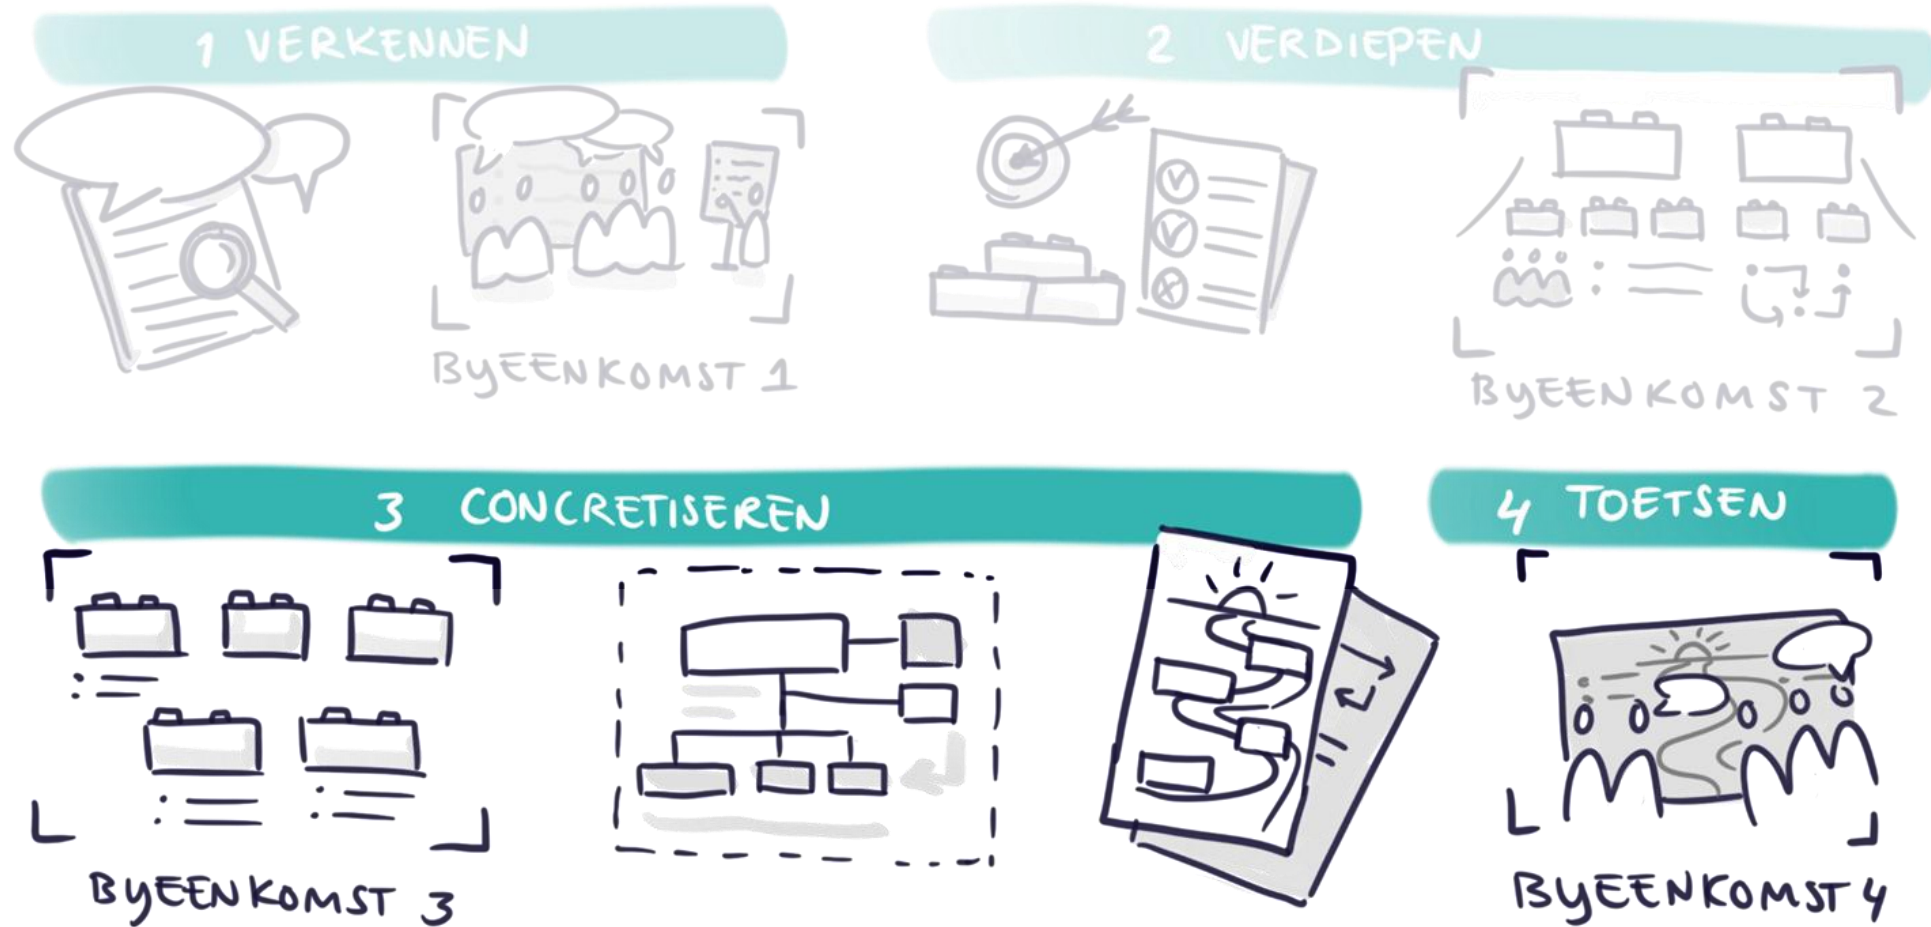 1 VERKENNEN
2 VERDIEPEN
ByEENKOMST 1
ByEENKOMST 2
3 CONCRETISEREN
4 TOETSEN
ByEENKOMST 3
ByEENKOMST 4